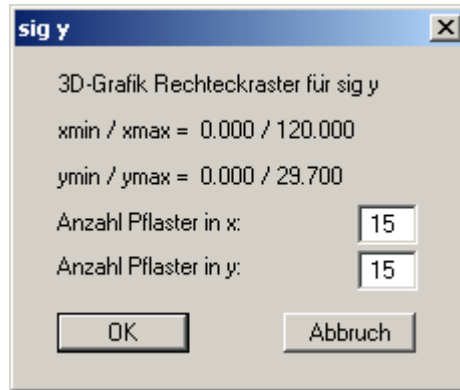 sig y
3D-Grafik Rechteckraster für sig y
xmin / xmax = 0.000 / 120.000
ymin / ymax = 0.000 / 29.700
Anzahl Pflaster in x: 15
Anzahl Pflaster in y: 15
OK Abbruch